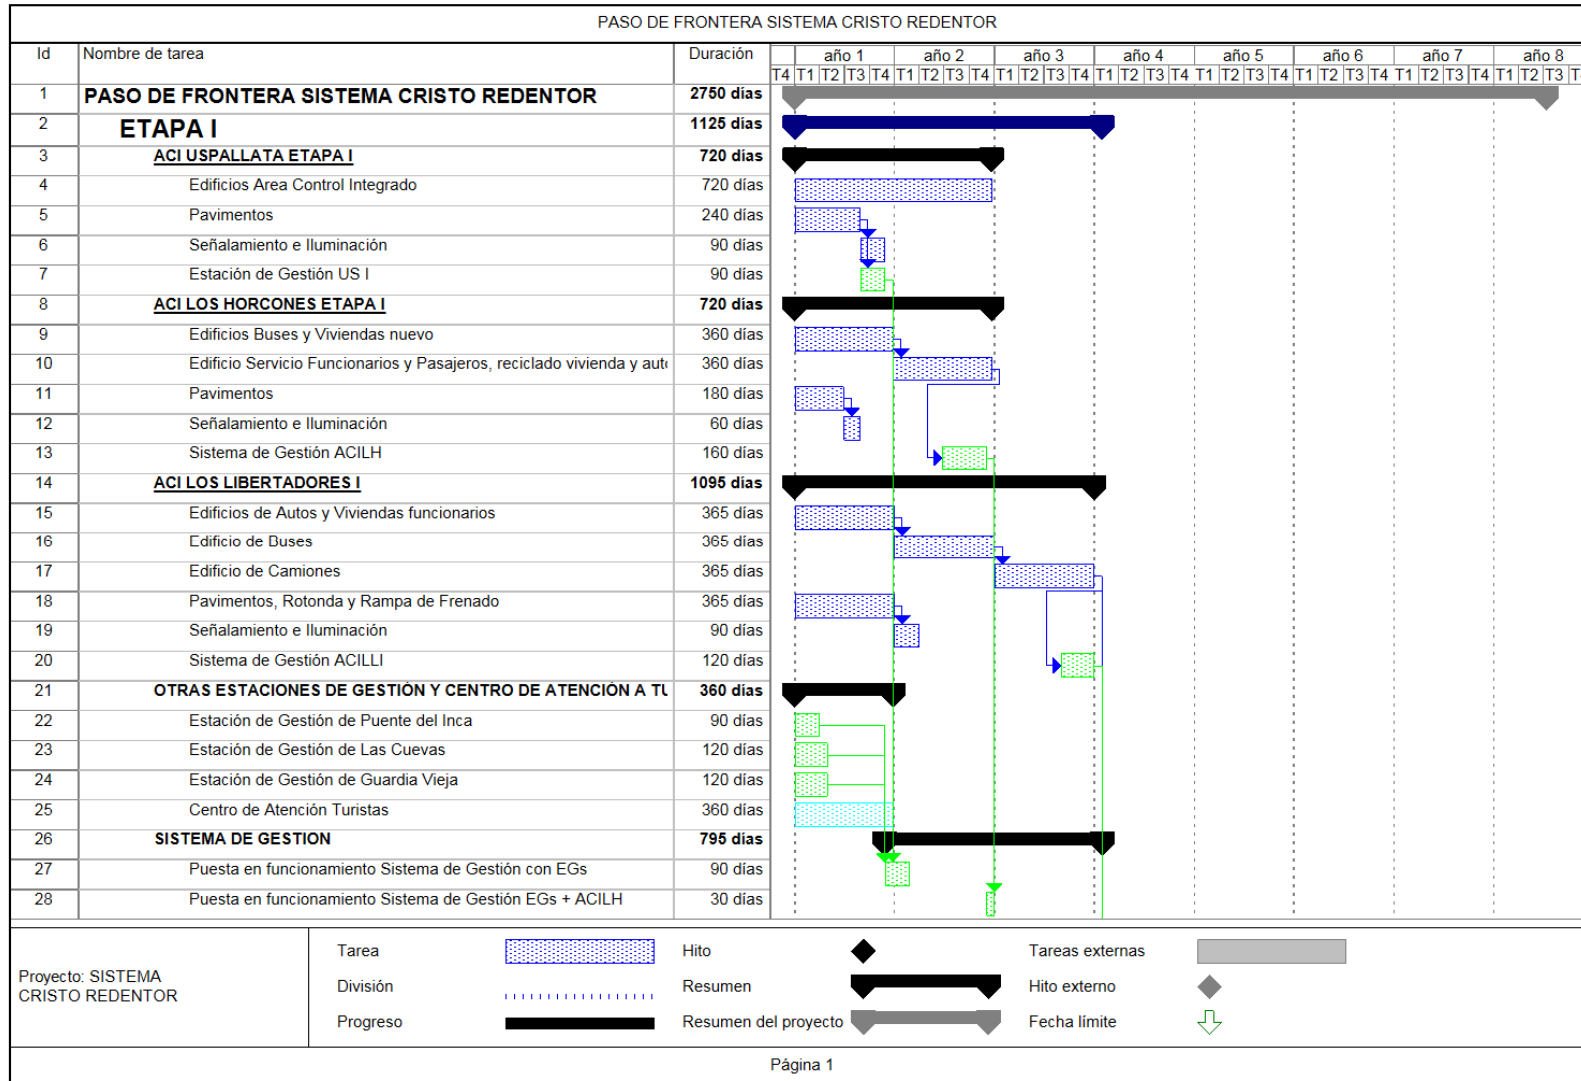 PASO DE FRONTERA SISTEMA CRISTO REDENTOR
Id Nombre de tarea Duración año 1 año 2 año 3 año 4 año 5 año 6 año 7 año 8
T4 T1 T2 T3 T4 T1 T2 T3 T4 T1 T2 T3 T4 T1 T2 T3 T4 T1 T2 T3 T4 T1 T2 T3 T4 T1 T2 T3 T4 T1 T2 T3
1 PASO DE FRONTERA SISTEMA CRISTO REDENTOR 2750 días
2 ETAPA I 1125 días
3 ACI USPALLATA ETAPA I 720 días
4 Edificios Area Control Integrado 720 días
5 Pavimentos 240 días
6 Señalamiento e Iluminación 90 días
7 Estación de Gestión US I 90 días
8 ACI LOS HORCONES ETAPA I 720 días
9 Edificios Buses y Viviendas nuevo 360 días
10 Edificio Servicio Funcionarios y Pasajeros, reciclado vivienda y auto 360 días
11 Pavimentos 180 días
12 Señalamiento e Iluminación 60 días
13 Sistema de Gestión ACILH 160 días
14 ACI LOS LIBERTADORES I 1095 días
15 Edificios de Autos y Viviendas funcionarios 365 días
16 Edificio de Buses 365 días
17 Edificio de Camiones 365 días
18 Pavimentos, Rotonda y Rampa de Frenado 365 días
19 Señalamiento e Iluminación 90 días
20 Sistema de Gestión ACILLI 120 días
21 OTRAS ESTACIONES DE GESTIÓN Y CENTRO DE ATENCIÓN A TU 360 días
22 Estación de Gestión de Puente del Inca 90 días
23 Estación de Gestión de Las Cuevas 120 días
24 Estación de Gestión de Guardia Vieja 120 días
25 Centro de Atención Turistas 360 días
26 SISTEMA DE GESTION 795 días
27 Puesta en funcionamiento Sistema de Gestión con EGs 90 días
28 Puesta en funcionamiento Sistema de Gestión EGs + ACILH 30 días
Proyecto: SISTEMA
CRISTO REDENTOR
Tarea Hito Tareas externas
División Resumen Hito externo
Progreso Resumen del proyecto Fecha límite
Página 1